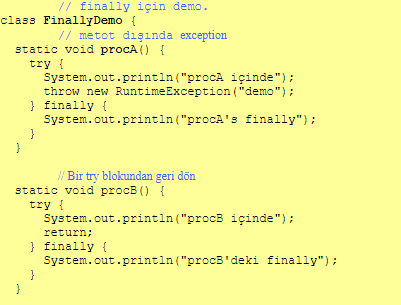 // finally için demo.
class FinallyDemo {
// metot dışında exception
static void procA() {
try {
System.out.println("procA içinde");
throw new RuntimeException("demo");
} finally {
System.out.println("procA's finally");
}
}
// Bir try blokundan geri dön
static void procB() {
try {
System.out.println("procB içinde");
return;
} finally {
System.out.println("procB'deki finally");
}
}